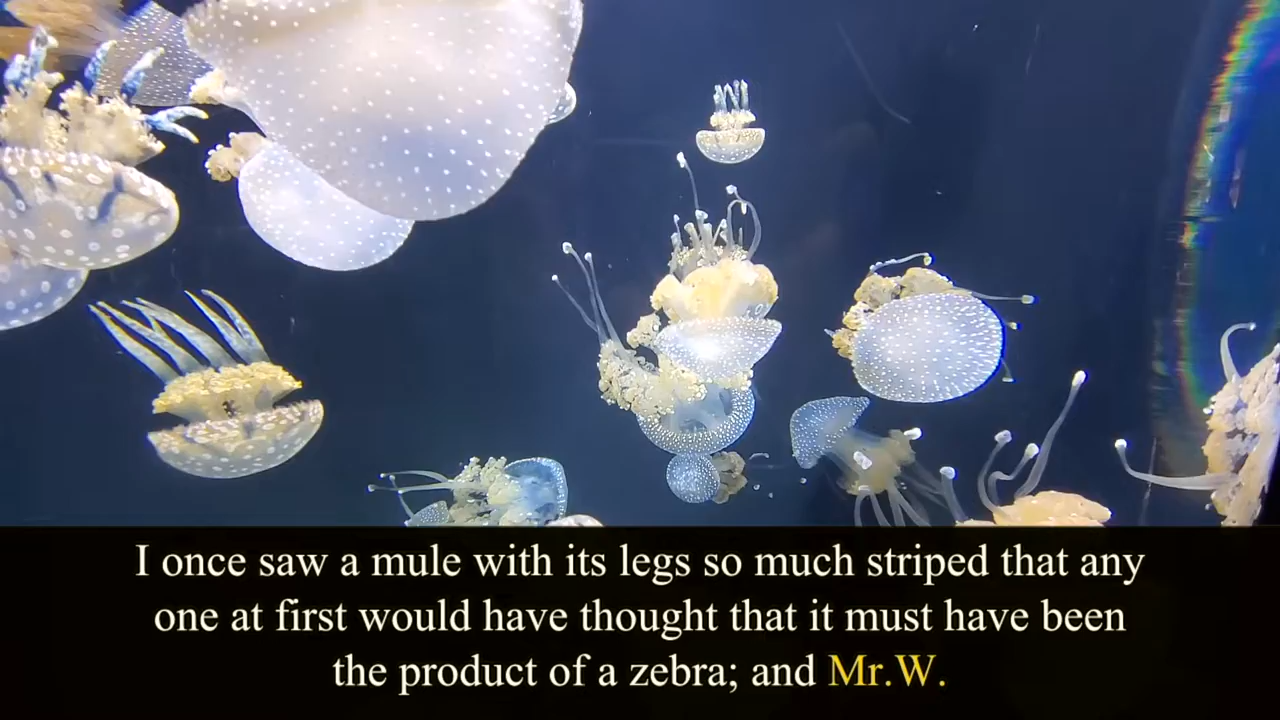 I once saw a mule with its legs so much striped that any
one at first would have thought that it must have been
the product of a zebra; and Mr.W.